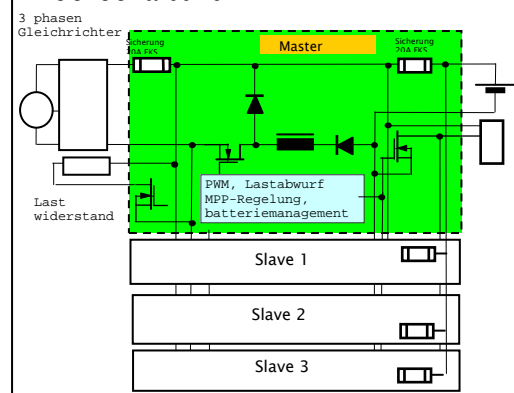 3 phasen
Gleichrichter
Sicherung
20A FKS
Master
Sicherung
20A FKS
PWM, Lastabwurf
MPP-Regelung,
batteriemanagement
Last
widerstand
Slave 1
Slave 2
Slave 3